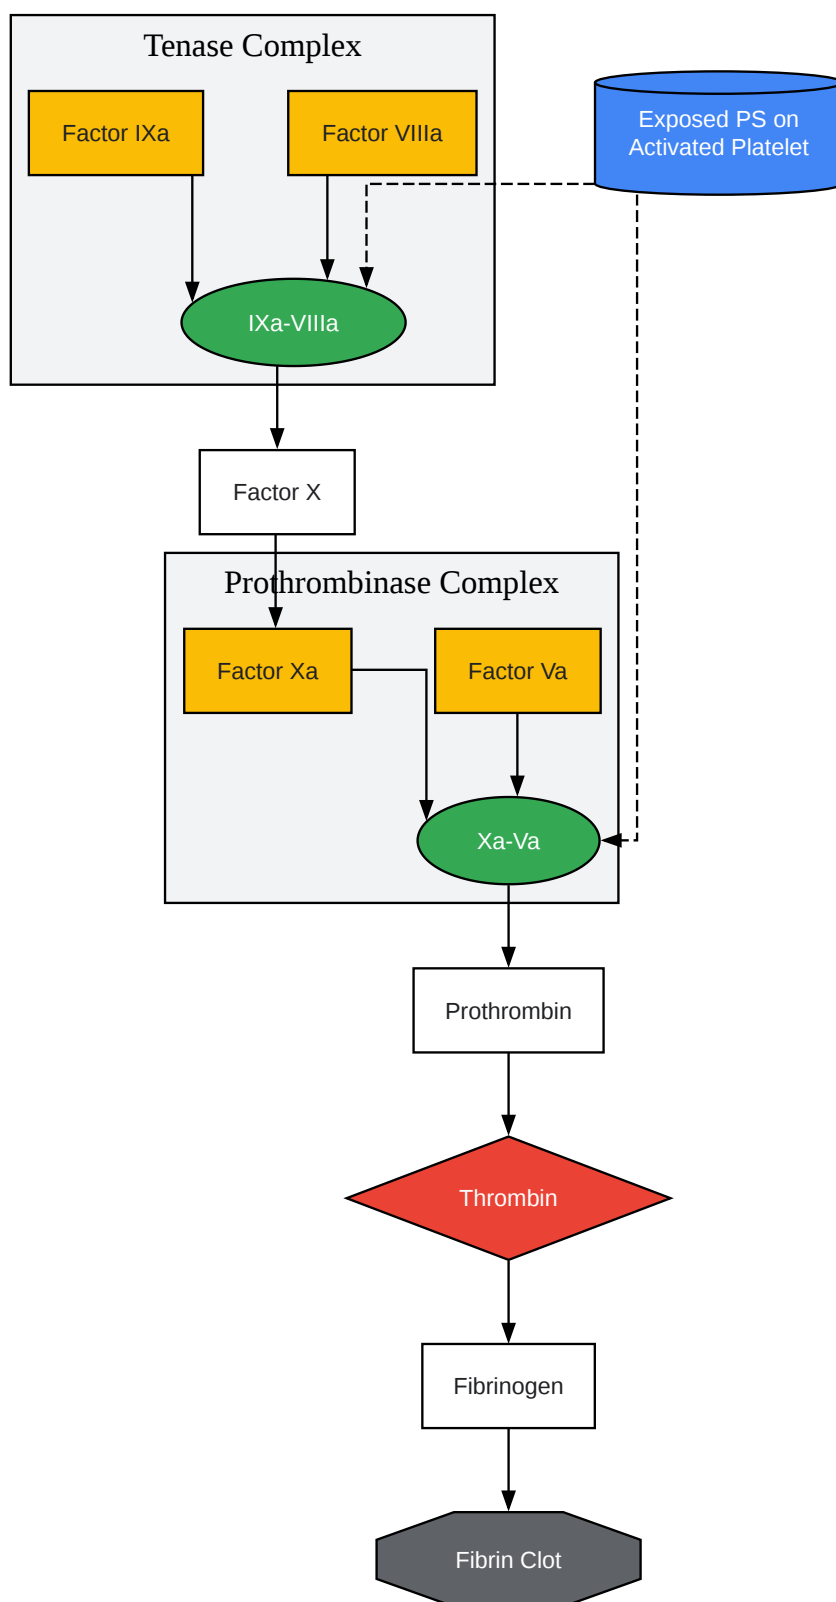 Tenase Complex
Factor IXa
Factor VIIIa
Exposed PS on
Activated Platelet
IXa-VIIIa
Factor X
Prothrombinase Complex
Factor Xa
Factor Va
Xa-Va
Prothrombin
Thrombin
Fibrinogen
Fibrin Clot